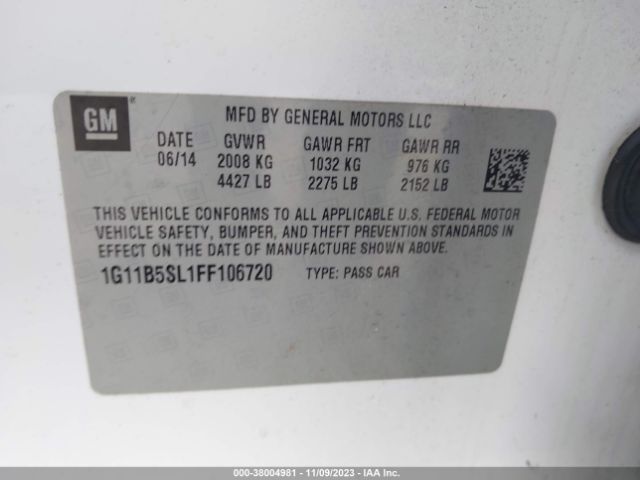 GM
MFD BY GENERAL MOTORS LLC
DATE GVWR GAWR FRT GAWR RR
06/14 2008 KG 1032 KG 976 KG
4427 LB 2275 LB 2152 LB
THIS VEHICLE CONFORMS TO ALL APPLICABLE U.S. FEDERAL MOTOR
VEHICLE SAFETY, BUMPER, AND THEFT PREVENTION STANDARDS IN
EFFECT ON THE DATE OF MANUFACTURE SHOWN ABOVE.
1G11B5SL1FF106720 TYPE: PASS CAR
000-38004981 - 11/09/2023 - IAA Inc.